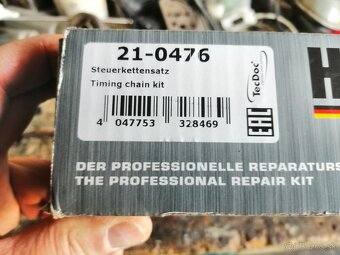 21-0476
Steuerkettensatz
Timing chain kit
TecDoc
EAC
4 047753 328469
DER PROFESSIONELLE REPARATURS
THE PROFESSIONAL REPAIR KIT